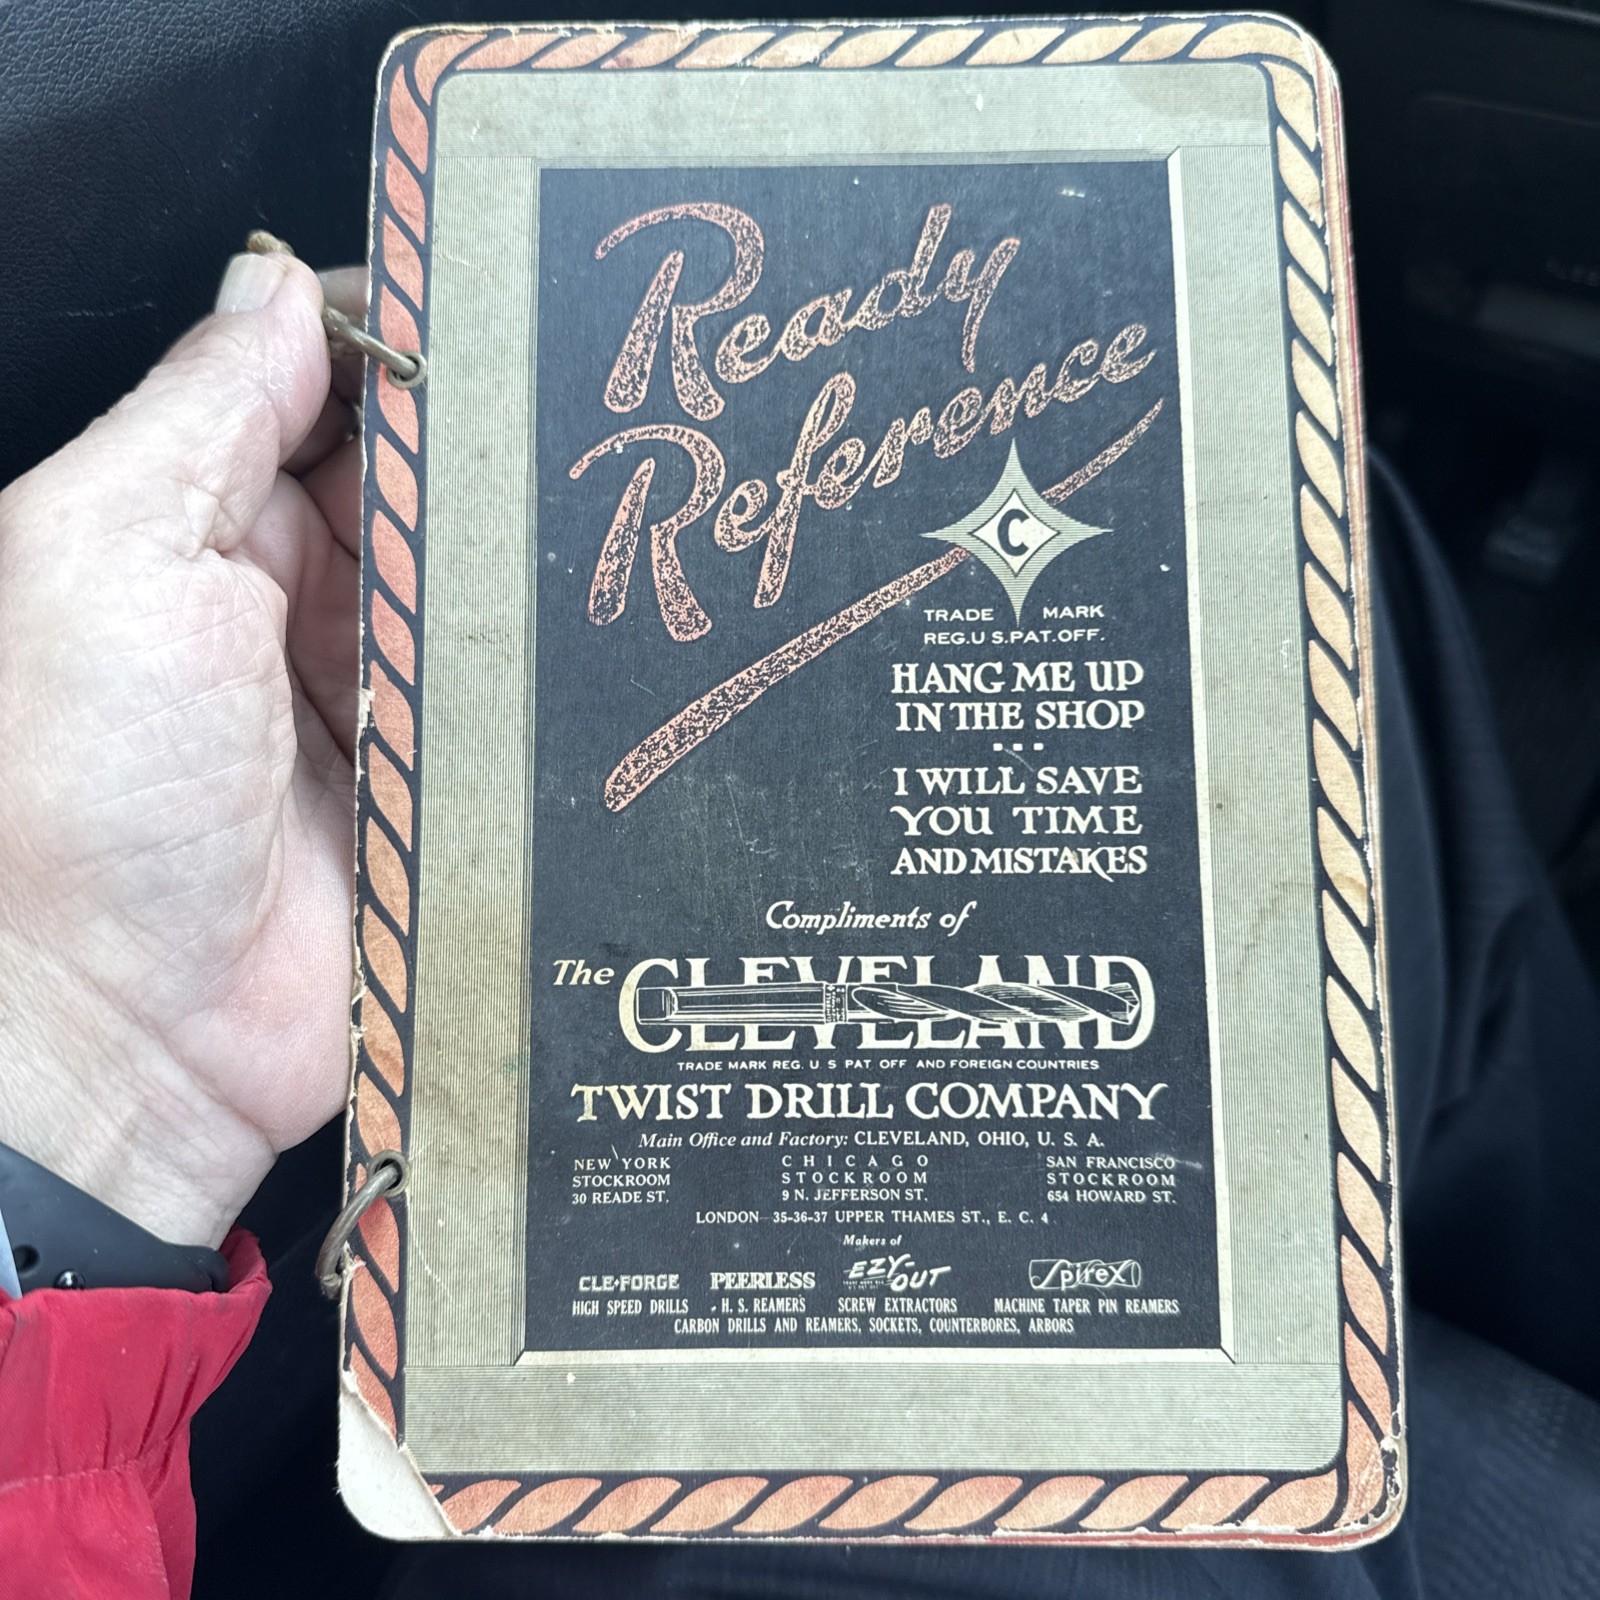 Ready
Reference
C
TRADE MARK
REG.U S.PAT.OFF.
HANG ME UP
IN THE SHOP
I WILL SAVE
YOU TIME
AND MISTAKES
Compliments of
The CLEVELAND
TRADE MARK REG. U S PAT OFF AND FOREIGN COUNTRIES
TWIST DRILL COMPANY
Main Office and Factory: CLEVELAND, OHIO, U. S. A.
NEW YORK CHICAGO SAN FRANCISCO
STOCKROOM STOCKROOM STOCKROOM
30 READE ST. 9 N. JEFFERSON ST. 654 HOWARD ST.
LONDON 35-36-37 UPPER THAMES ST., E. C. 4
Makers of
CLE-FORGE PEERLESS EZY-OUT Spirex
HIGH SPEED DRILLS H. S. REAMERS SCREW EXTRACTORS MACHINE TAPER PIN REAMERS
CARBON DRILLS AND REAMERS, SOCKETS, COUNTERBORES, ARBORS